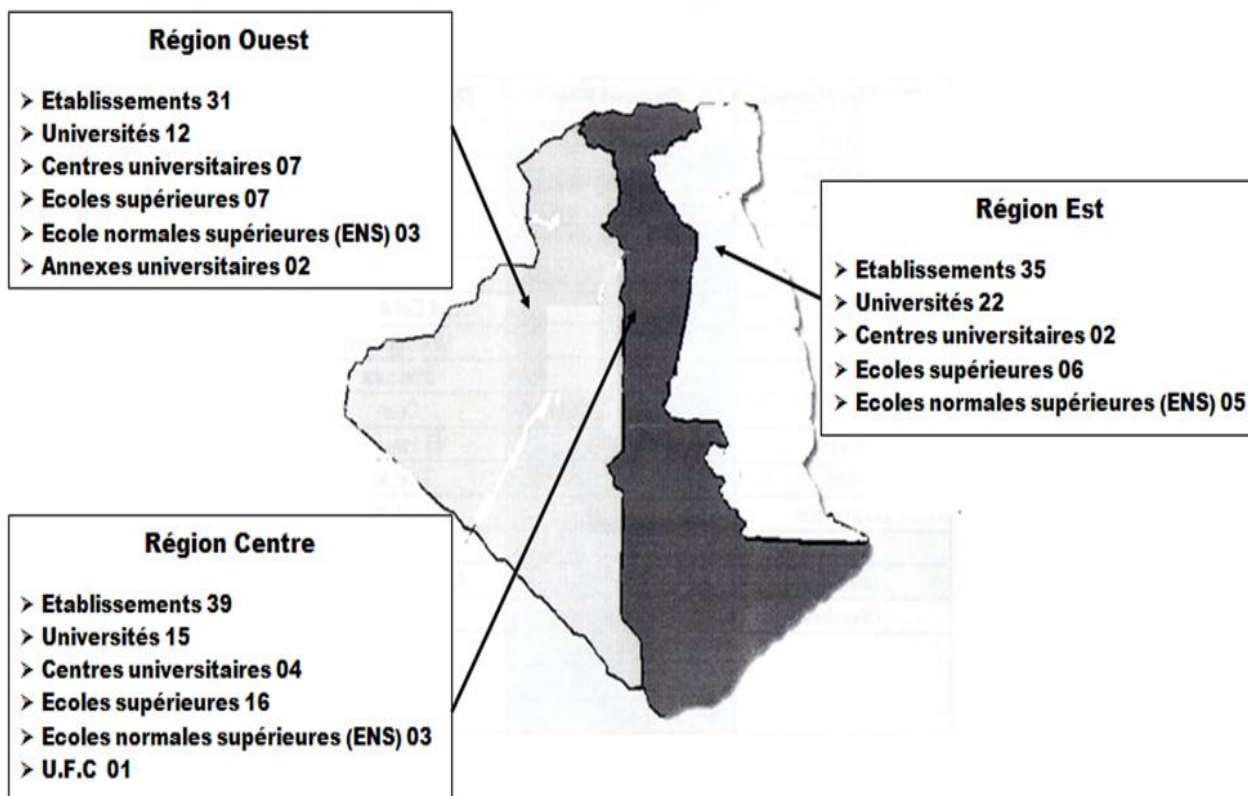 Région Ouest
➢ Etablissements 31
➢ Universités 12
➢ Centres universitaires 07
➢ Ecoles supérieures 07
➢ Ecole normales supérieures (ENS) 03
➢ Annexes universitaires 02
Région Est
➢ Etablissements 35
➢ Universités 22
➢ Centres universitaires 02
➢ Ecoles supérieures 06
➢ Ecoles normales supérieures (ENS) 05
Région Centre
➢ Etablissements 39
➢ Universités 15
➢ Centres universitaires 04
➢ Ecoles supérieures 16
➢ Ecoles normales supérieures (ENS) 03
➢ U.F.C 01